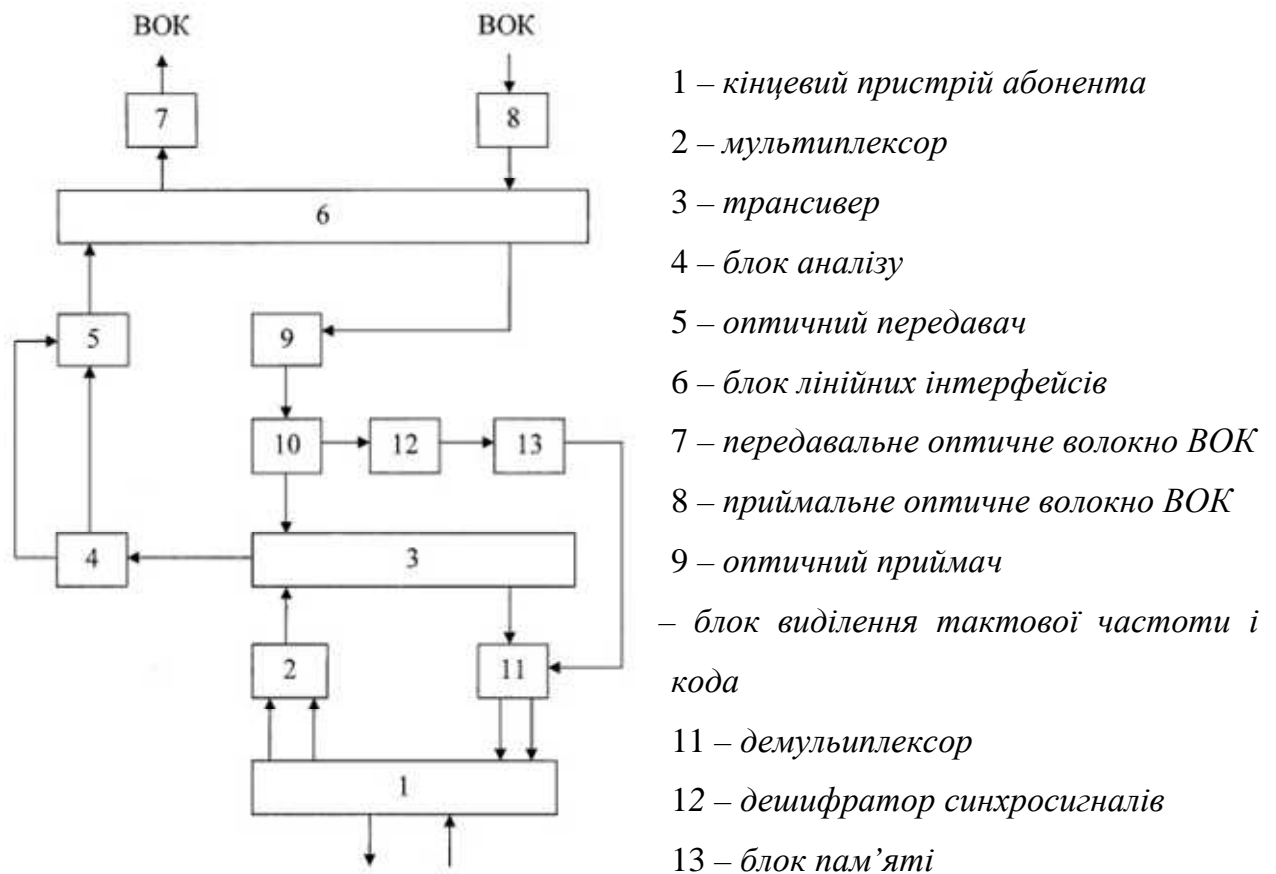 ВОК ВОК
7 8
6
5 9
10 12 13
4 3
2 11
1
1 – кінцевий пристрій абонента
2 – мультиплексор
3 – трансивер
4 – блок аналізу
5 – оптичний передавач
6 – блок лінійних інтерфейсів
7 – передавальне оптичне волокно ВОК
8 – приймальне оптичне волокно ВОК
9 – оптичний приймач
– блок виділення тактової частоти і
кода
11 – демульиплексор
12 – дешифратор синхросигналів
13 – блок пам’яті